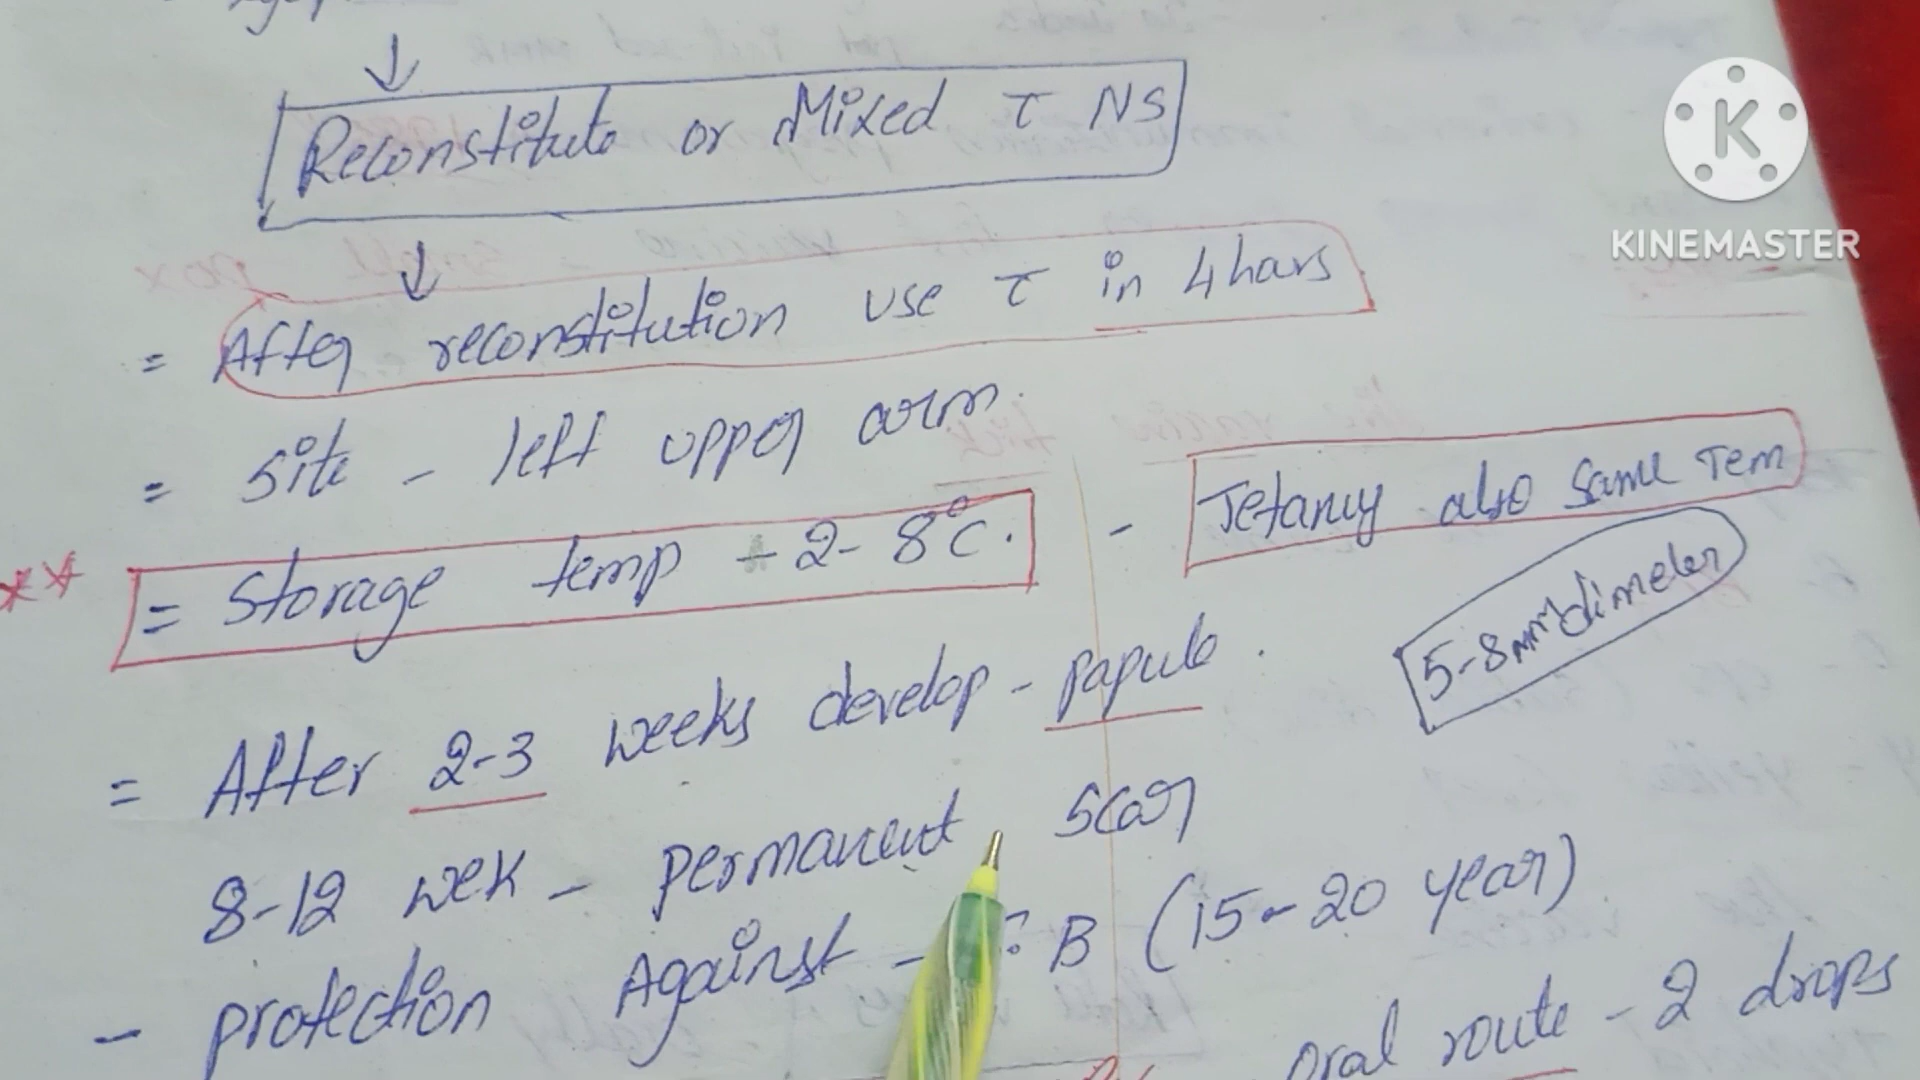 ↓
Reconstitute or Mixed τ NS
KINEMASTER
↓
= After reconstitution use τ in 4 hours
= Site - left upper arm.
** = Storage temp + 2-8°C. - Tetany also same Tem
5-8mm dimeter
= After 2-3 weeks develop - papule.
8-12 wek - permanent scar
- protection Against - B (15-20 year)
oral route - 2 drops